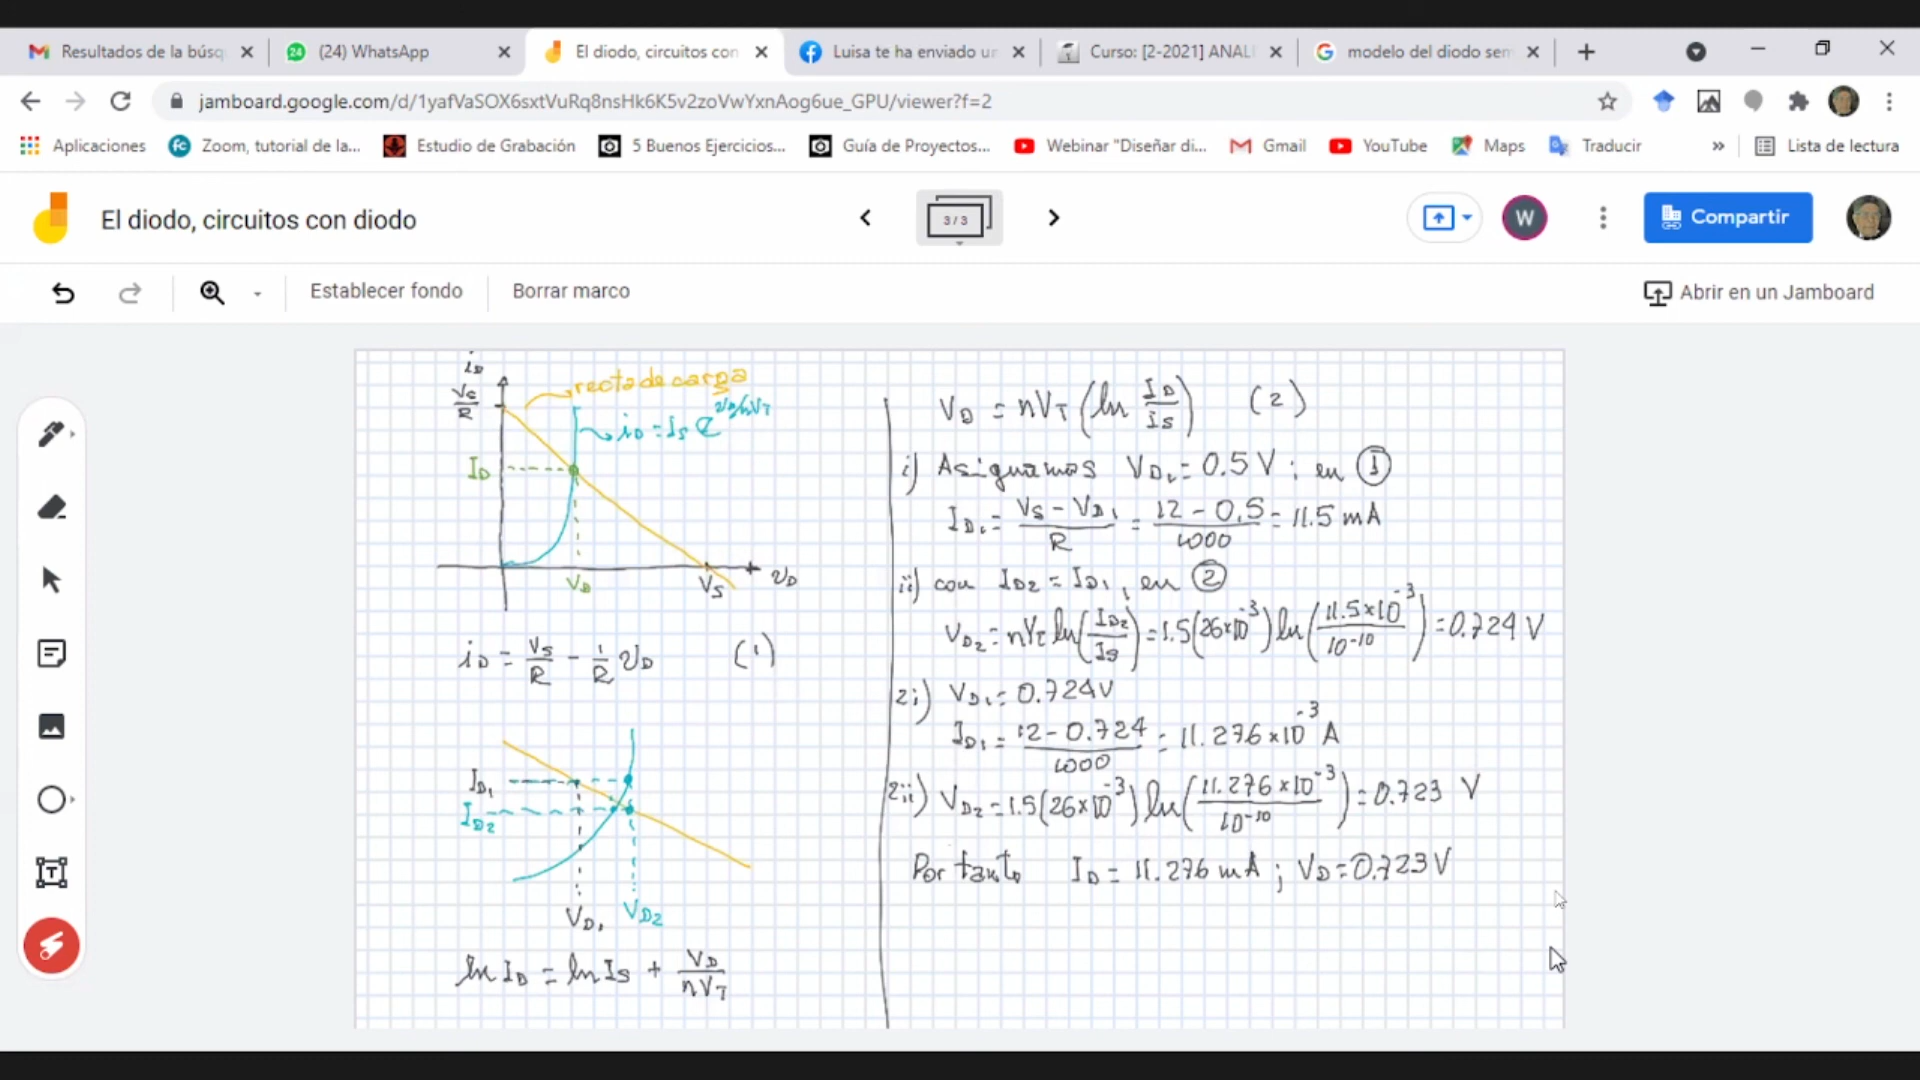 Resultados de la búsq
(24) WhatsApp
El diodo, circuitos con
Luisa te ha enviado un
Curso: [2-2021] ANALI
modelo del diodo sem
jamboard.google.com/d/1yafVaSOX6sxtVuRq8nsHk6K5v2zoVwYxnAog6ue_GPU/viewer?f=2
Aplicaciones
Zoom, tutorial de la...
Estudio de Grabación
5 Buenos Ejercicios...
Guía de Proyectos...
Webinar "Diseñar di...
Gmail
YouTube
Maps
Traducir
»
Lista de lectura
El diodo, circuitos con diodo
3 / 3
W
Compartir
Establecer fondo
Borrar marco
Abrir en un Jamboard
iD
VS/R
recta de carga
iD = IS e^(vD/nVT)
ID
VD
VS
vD
iD = VS/R - 1/R vD (1)
ID1
ID2
VD1
VD2
ln ID = ln IS + VD/nVT
VD = nVT (ln ID/IS) (2)
i) Asignamos VD1 = 0.5 V ; en ①
ID1 = (VS - VD1)/R = (12 - 0.5)/1000 = 11.5 mA
ii) con ID2 = ID1, en ②
VD2 = nVT ln(ID2/IS) = 1.5(26×10^-3) ln(11.5×10^-3/10^-10) = 0.724 V
2i) VD1 = 0.724V
ID1 = (12 - 0.724)/1000 = 11.276×10^-3 A
2ii) VD2 = 1.5(26×10^-3) ln(11.276×10^-3/10^-10) = 0.723 V
Por tanto ID = 11.276 mA ; VD = 0.723 V